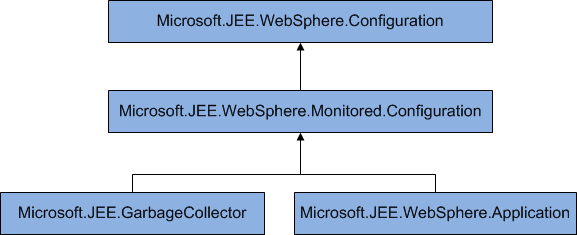 Microsoft.JEE.WebSphere.Configuration
Microsoft.JEE.WebSphere.Monitored.Configuration
Microsoft.JEE.GarbageCollector
Microsoft.JEE.WebSphere.Application